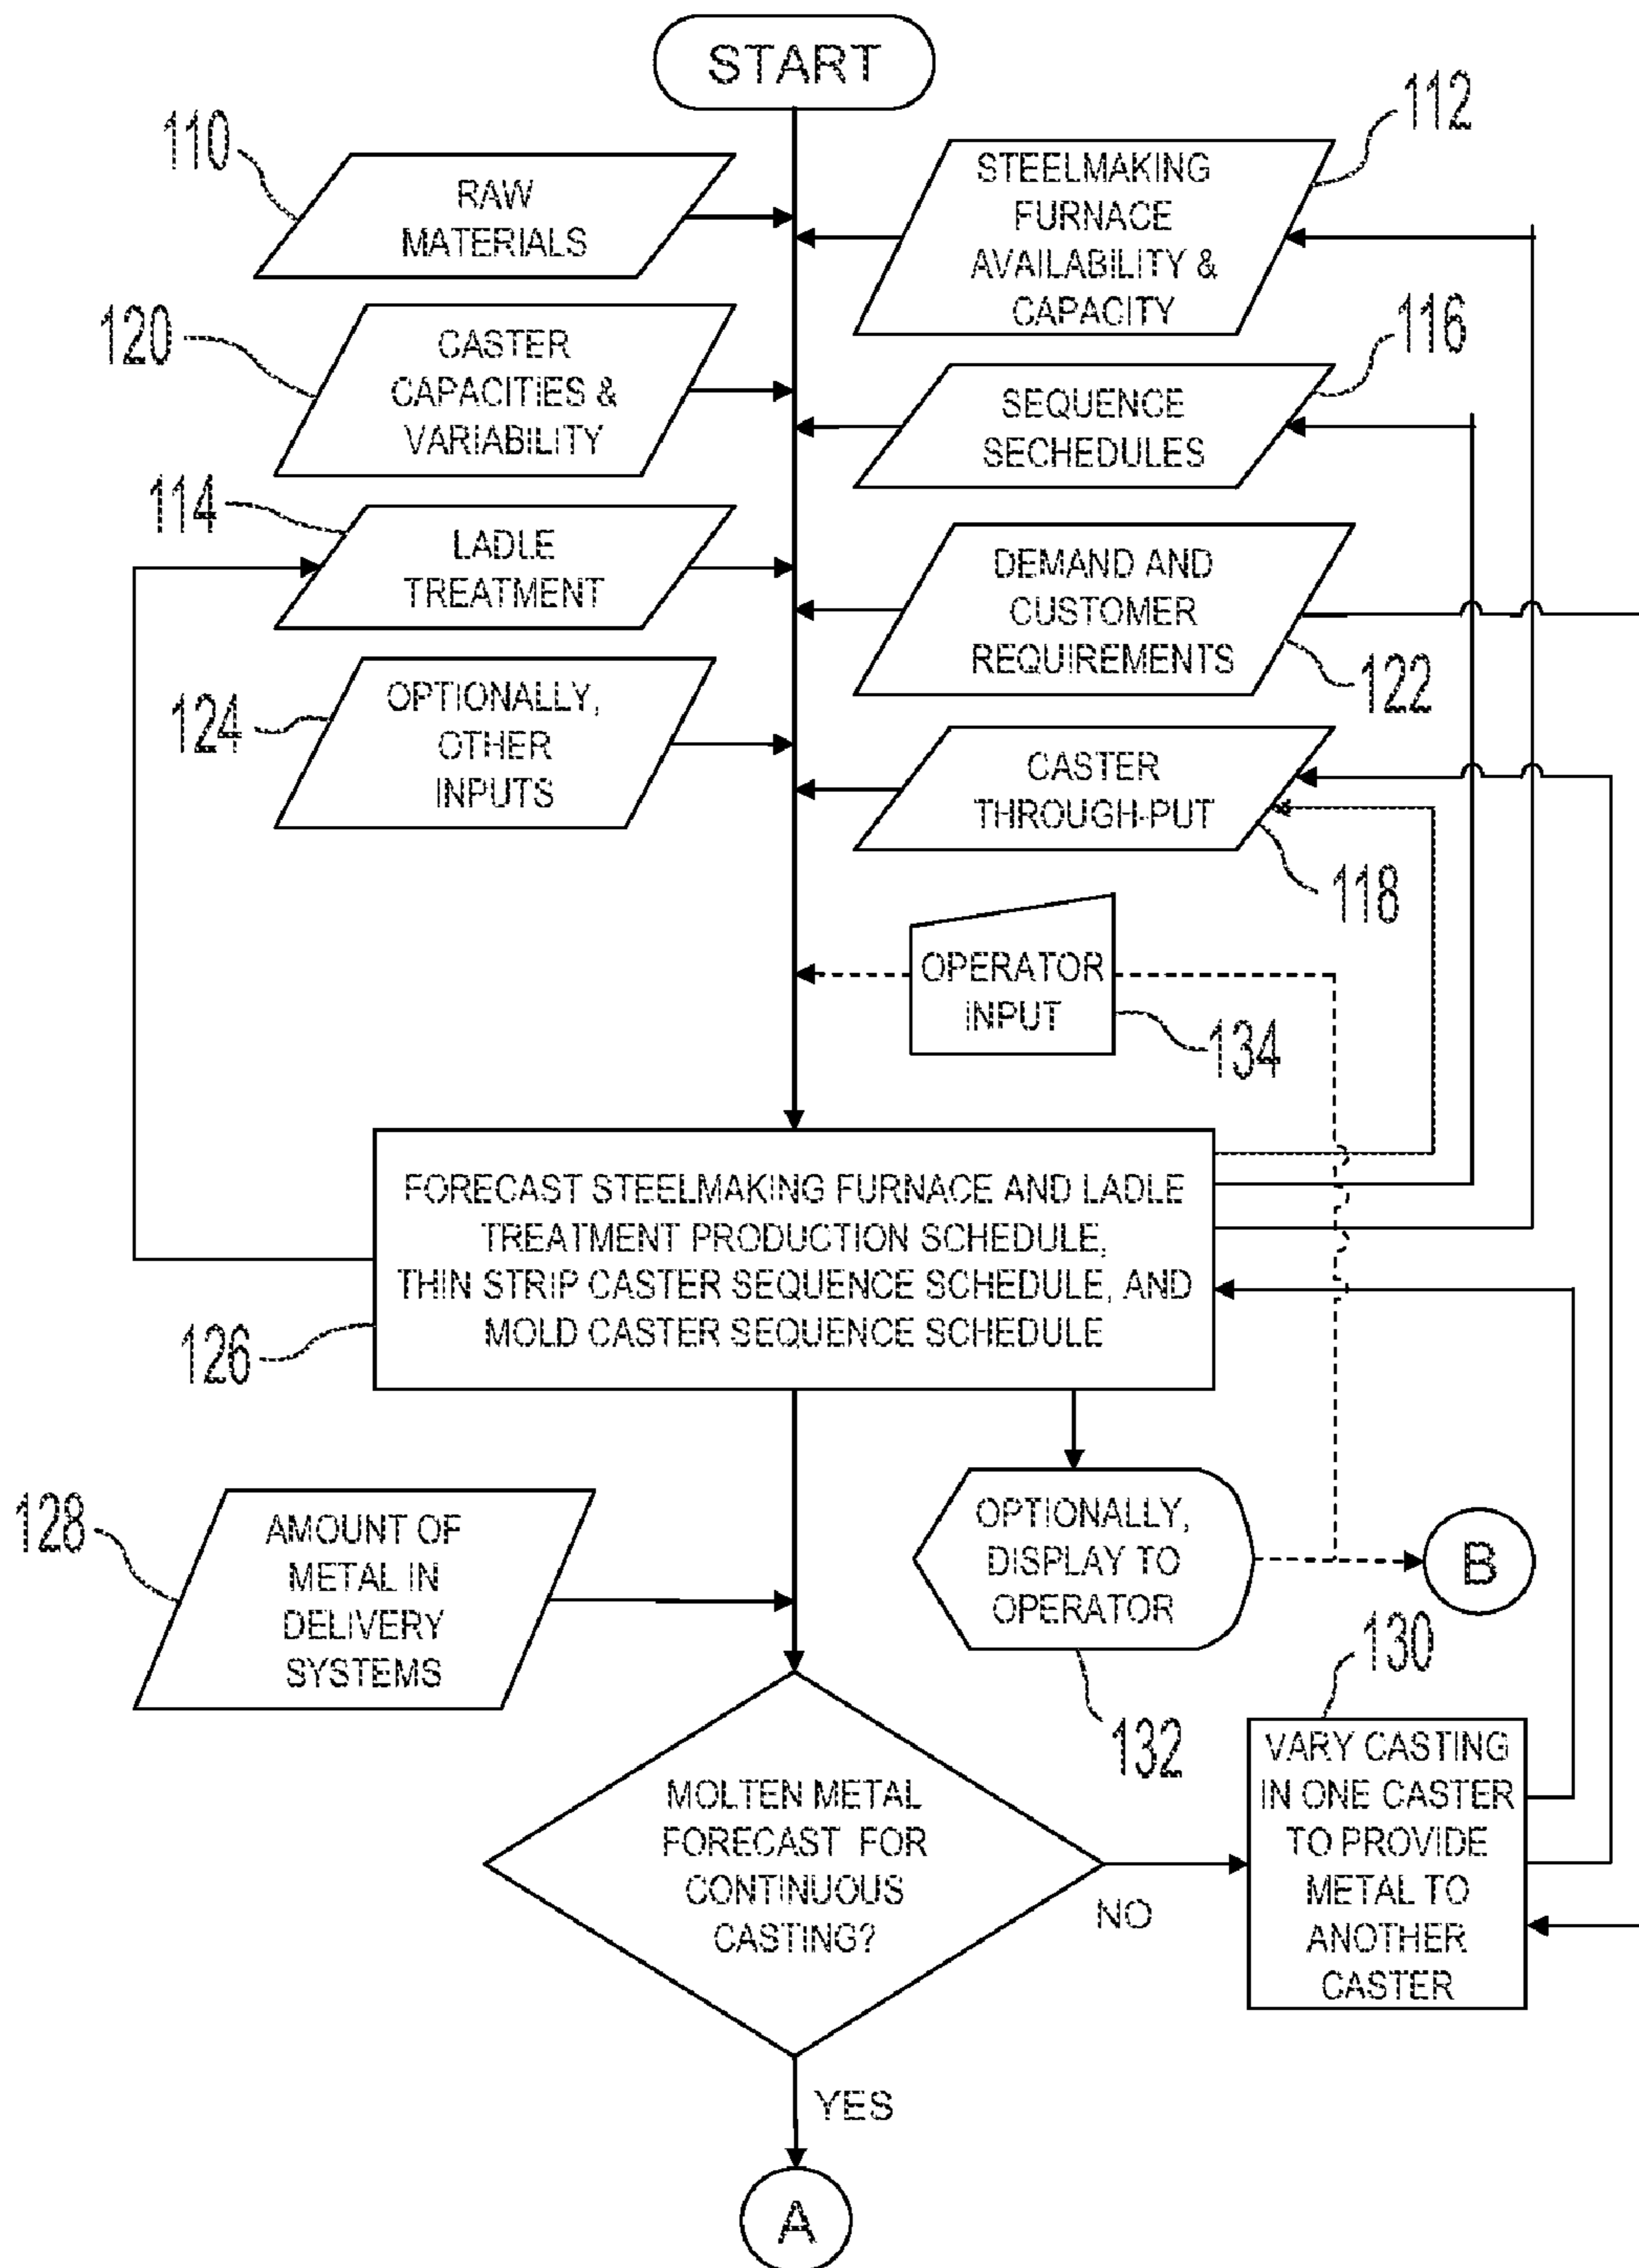 START
110
RAW
MATERIALS
112
STEELMAKING
FURNACE
AVAILABILITY &
CAPACITY
120
CASTER
CAPACITIES &
VARIABILITY
116
SEQUENCE
SECHEDULES
114
LADLE
TREATMENT
DEMAND AND
CUSTOMER
REQUIREMENTS
122
124
OPTIONALLY,
OTHER
INPUTS
CASTER
THROUGH-PUT
118
OPERATOR
INPUT
134
FORECAST STEELMAKING FURNACE AND LADLE
TREATMENT PRODUCTION SCHEDULE,
THIN STRIP CASTER SEQUENCE SCHEDULE, AND
MOLD CASTER SEQUENCE SCHEDULE
126
128
AMOUNT OF
METAL IN
DELIVERY
SYSTEMS
OPTIONALLY,
DISPLAY TO
OPERATOR
132
B
130
MOLTEN METAL
FORECAST FOR
CONTINUOUS
CASTING?
NO
VARY CASTING
IN ONE CASTER
TO PROVIDE
METAL TO
ANOTHER
CASTER
YES
A